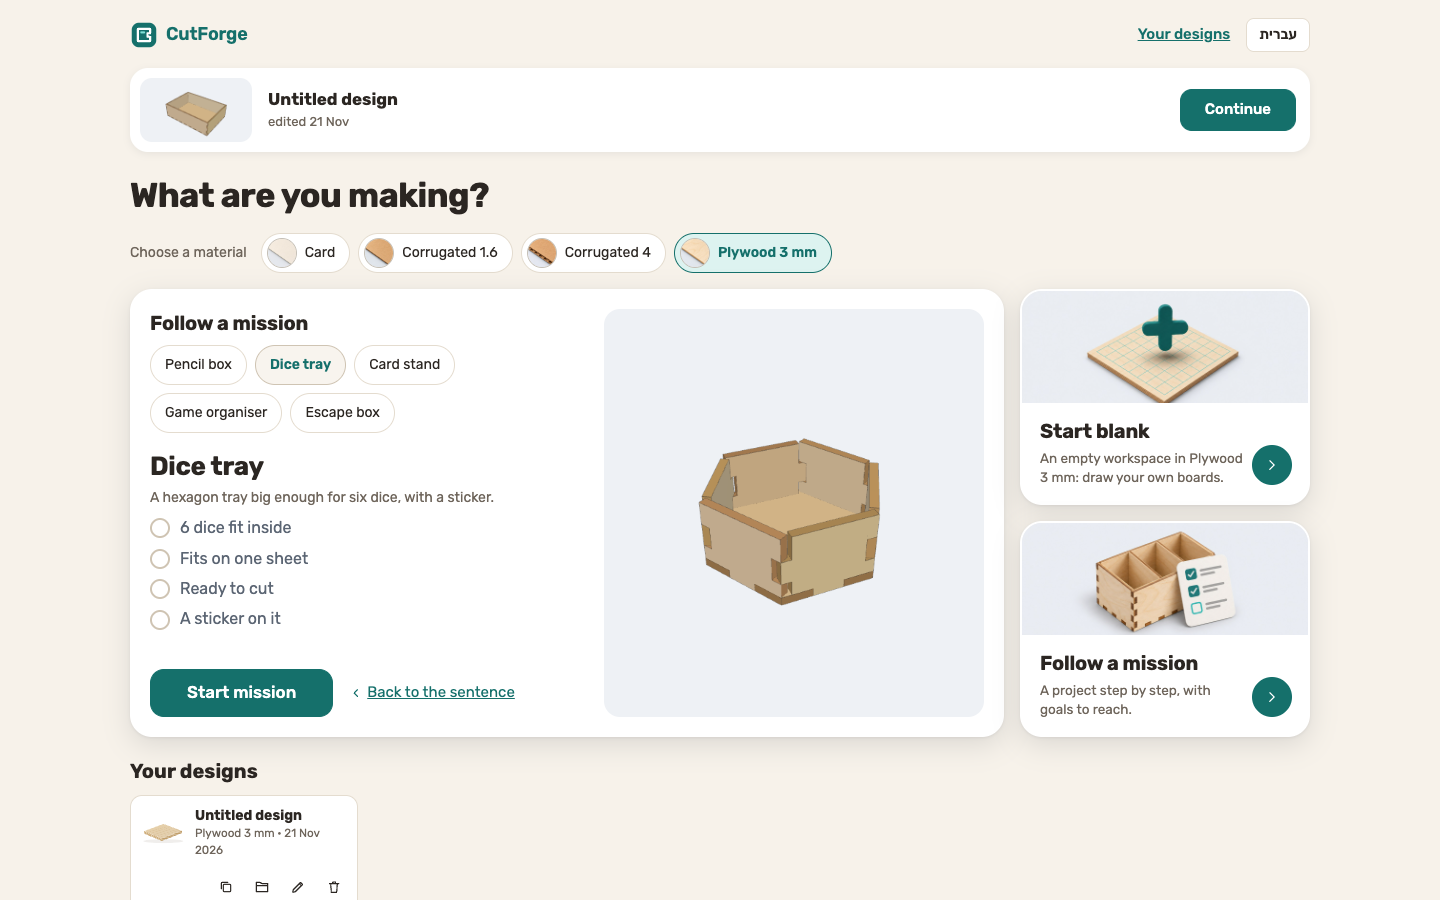 CutForge
Your designs
עברית
Untitled design
edited 21 Nov
Continue
What are you making?
Choose a material
Card
Corrugated 1.6
Corrugated 4
Plywood 3 mm
Follow a mission
Pencil box
Dice tray
Card stand
Game organiser
Escape box
Dice tray
A hexagon tray big enough for six dice, with a sticker.
6 dice fit inside
Fits on one sheet
Ready to cut
A sticker on it
Start mission
Back to the sentence
Start blank
An empty workspace in Plywood
3 mm: draw your own boards.
Follow a mission
A project step by step, with
goals to reach.
Your designs
Untitled design
Plywood 3 mm • 21 Nov
2026